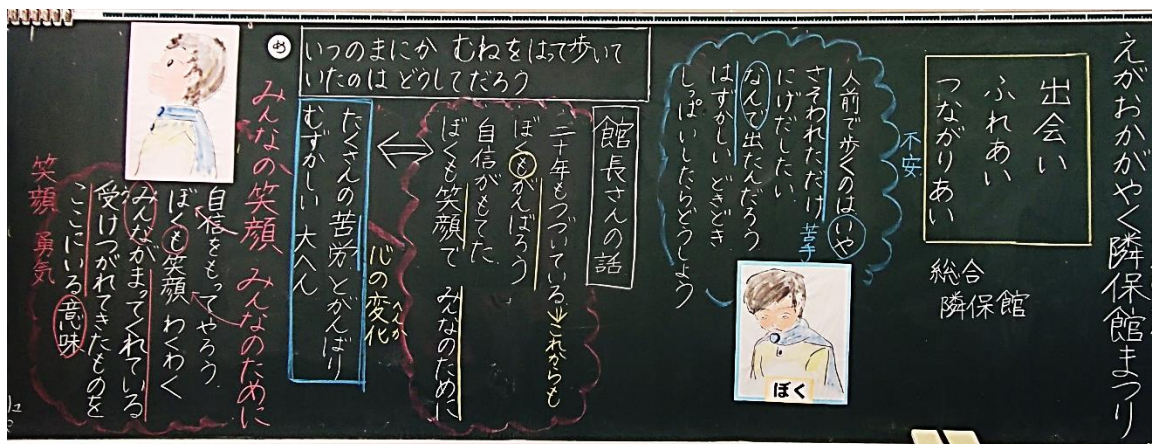 えがおかがやく隣保館まつり
出会い
ふれあい
つながりあい
総合
隣保館
不安
人前で歩くのはいや
さそわれただけ 苦手
にげだしたい
なんで出たんだろう
はずかしい どきどき
しっぱいしたらどうしよう
ぼく
館長さんの話
め
いつのまにか むねをはって歩いて
いたのは どうしてだろう
二十年もつづいている⇒これからも
ぼくもがんばろう
自信がもてた
ぼくも笑顔で みんなのために
心の変化
へんか
たくさんの苦労とがんばり
むずかしい 大へん
みんなの笑顔 みんなのために
自信をもってやろう
ぼくも笑顔 わくわく
みんながまってくれている
受けつがれてきたものを
ここにいる意味
笑顔 勇気